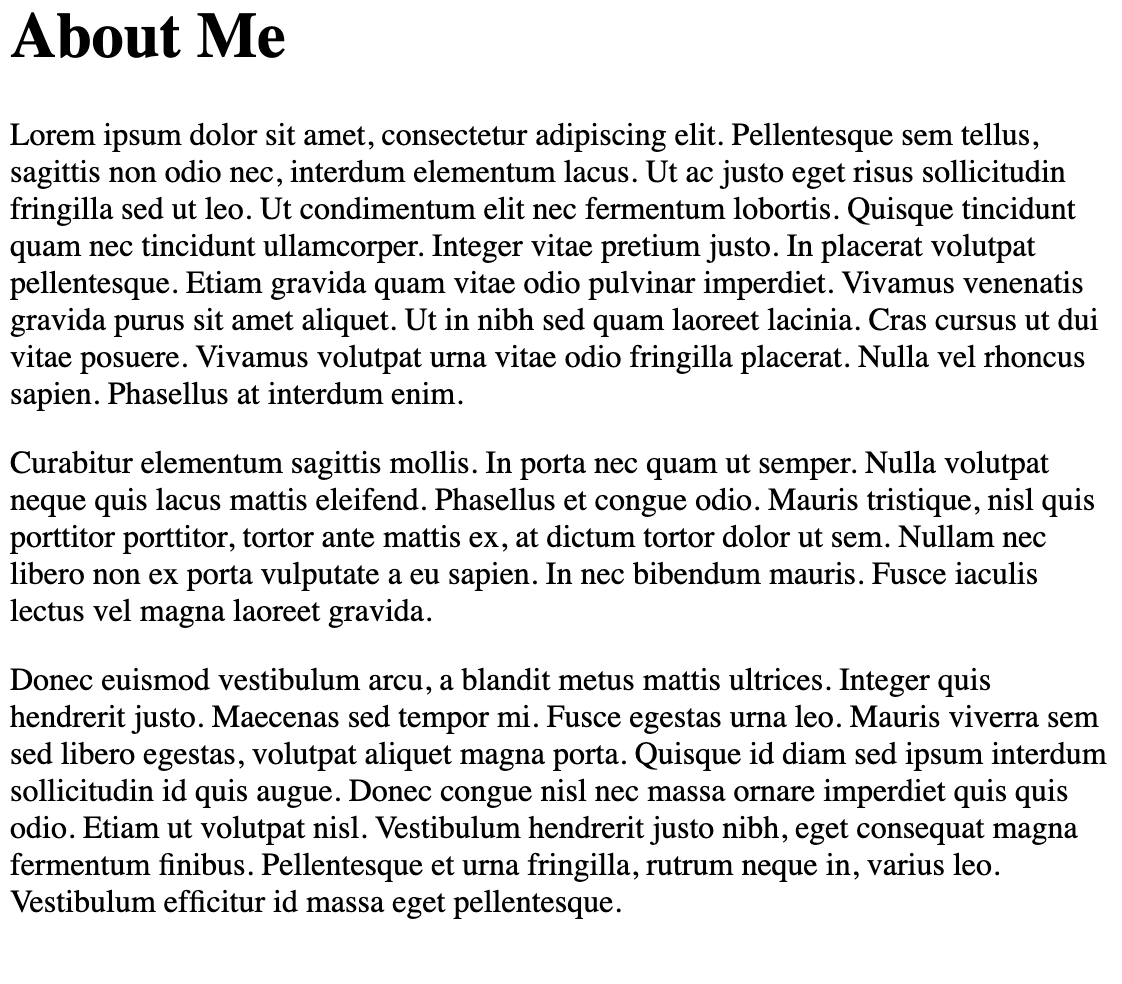 About Me
Lorem ipsum dolor sit amet, consectetur adipiscing elit. Pellentesque sem tellus,
sagittis non odio nec, interdum elementum lacus. Ut ac justo eget risus sollicitudin
fringilla sed ut leo. Ut condimentum elit nec fermentum lobortis. Quisque tincidunt
quam nec tincidunt ullamcorper. Integer vitae pretium justo. In placerat volutpat
pellentesque. Etiam gravida quam vitae odio pulvinar imperdiet. Vivamus venenatis
gravida purus sit amet aliquet. Ut in nibh sed quam laoreet lacinia. Cras cursus ut dui
vitae posuere. Vivamus volutpat urna vitae odio fringilla placerat. Nulla vel rhoncus
sapien. Phasellus at interdum enim.
Curabitur elementum sagittis mollis. In porta nec quam ut semper. Nulla volutpat
neque quis lacus mattis eleifend. Phasellus et congue odio. Mauris tristique, nisl quis
porttitor porttitor, tortor ante mattis ex, at dictum tortor dolor ut sem. Nullam nec
libero non ex porta vulputate a eu sapien. In nec bibendum mauris. Fusce iaculis
lectus vel magna laoreet gravida.
Donec euismod vestibulum arcu, a blandit metus mattis ultrices. Integer quis
hendrerit justo. Maecenas sed tempor mi. Fusce egestas urna leo. Mauris viverra sem
sed libero egestas, volutpat aliquet magna porta. Quisque id diam sed ipsum interdum
sollicitudin id quis augue. Donec congue nisl nec massa ornare imperdiet quis quis
odio. Etiam ut volutpat nisl. Vestibulum hendrerit justo nibh, eget consequat magna
fermentum finibus. Pellentesque et urna fringilla, rutrum neque in, varius leo.
Vestibulum efficitur id massa eget pellentesque.